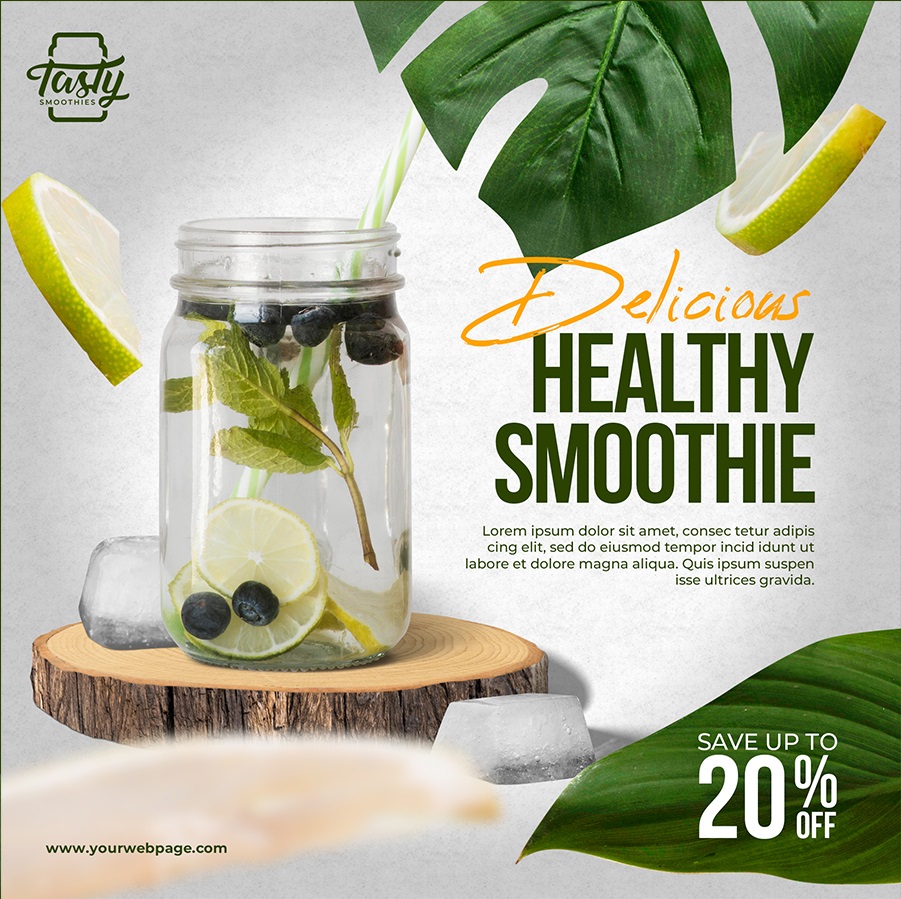 Tasty
SMOOTHIES
Delicious
HEALTHY
SMOOTHIE
Lorem ipsum dolor sit amet, consec tetur adipis
cing elit, sed do eiusmod tempor incid idunt ut
labore et dolore magna aliqua. Quis ipsum suspen
isse ultrices gravida.
SAVE UP TO
20%
OFF
www.yourwebpage.com